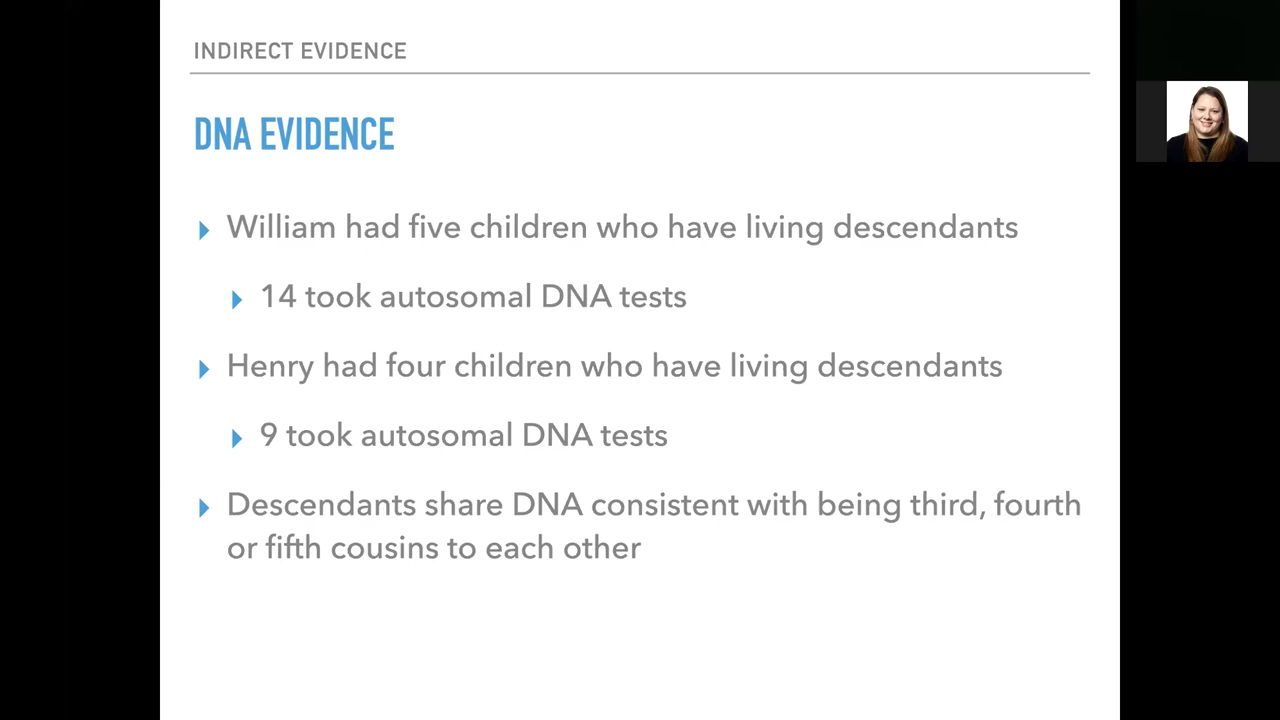 INDIRECT EVIDENCE
DNA EVIDENCE
William had five children who have living descendants
14 took autosomal DNA tests
Henry had four children who have living descendants
9 took autosomal DNA tests
Descendants share DNA consistent with being third, fourth
or fifth cousins to each other